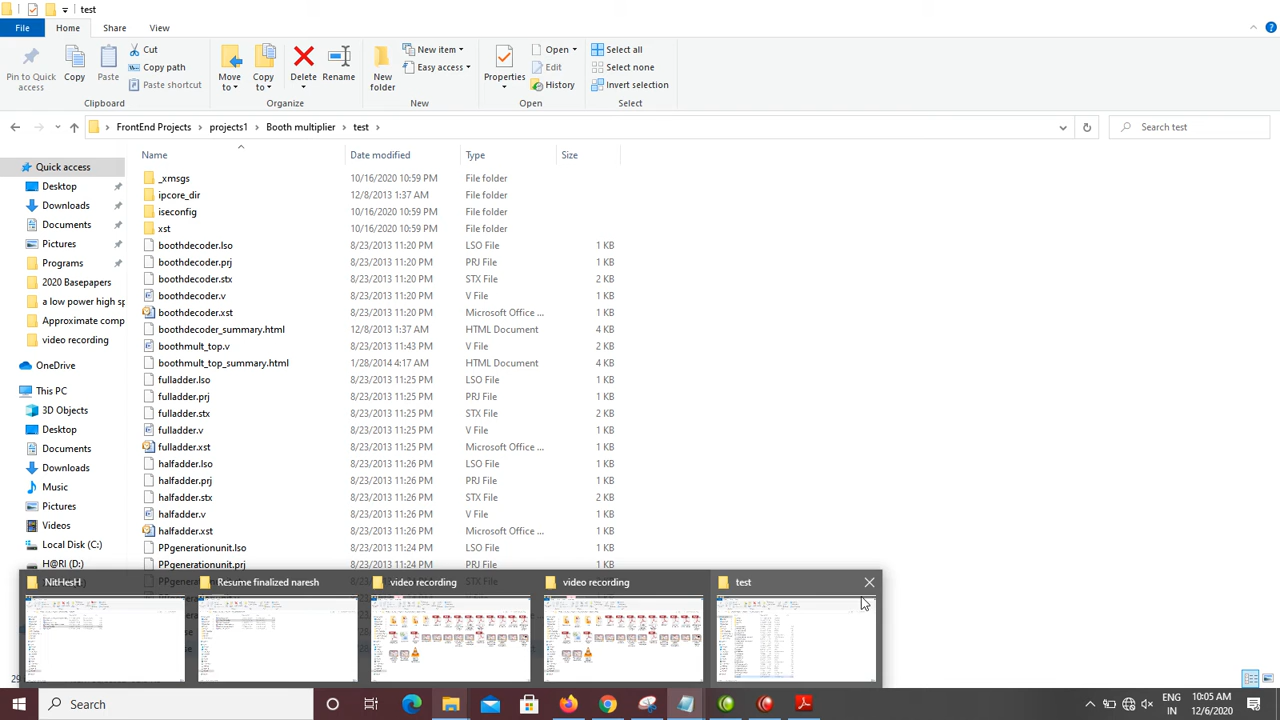 test
File
Home
Share
View
Pin to Quick access
Copy
Paste
Cut
Copy path
Paste shortcut
Clipboard
Move to
Copy to
Delete
Rename
Organize
New folder
New item
Easy access
New
Properties
Open
Edit
History
Open
Select all
Select none
Invert selection
Select
FrontEnd Projects > projects1 > Booth multiplier > test >
Search test
Name Date modified Type Size
Quick access
Desktop
Downloads
Documents
Pictures
Programs
2020 Basepapers
a low power high sp
Approximate comp
video recording
OneDrive
This PC
3D Objects
Desktop
Documents
Downloads
Music
Pictures
Videos
Local Disk (C:)
H@RI (D:)
_xmsgs 10/16/2020 10:59 PM File folder
ipcore_dir 12/8/2013 1:37 AM File folder
iseconfig 10/16/2020 10:59 PM File folder
xst 10/16/2020 10:59 PM File folder
boothdecoder.lso 8/23/2013 11:20 PM LSO File 1 KB
boothdecoder.prj 8/23/2013 11:20 PM PRJ File 1 KB
boothdecoder.stx 8/23/2013 11:20 PM STX File 2 KB
boothdecoder.v 8/23/2013 11:20 PM V File 1 KB
boothdecoder.xst 8/23/2013 11:20 PM Microsoft Office ... 1 KB
boothdecoder_summary.html 12/8/2013 1:37 AM HTML Document 4 KB
boothmult_top.v 8/23/2013 11:43 PM V File 2 KB
boothmult_top_summary.html 1/28/2014 4:17 AM HTML Document 4 KB
fulladder.lso 8/23/2013 11:25 PM LSO File 1 KB
fulladder.prj 8/23/2013 11:25 PM PRJ File 1 KB
fulladder.stx 8/23/2013 11:25 PM STX File 2 KB
fulladder.v 8/23/2013 11:25 PM V File 1 KB
fulladder.xst 8/23/2013 11:25 PM Microsoft Office ... 1 KB
halfadder.lso 8/23/2013 11:26 PM LSO File 1 KB
halfadder.prj 8/23/2013 11:26 PM PRJ File 1 KB
halfadder.stx 8/23/2013 11:26 PM STX File 2 KB
halfadder.v 8/23/2013 11:26 PM V File 1 KB
halfadder.xst 8/23/2013 11:26 PM Microsoft Office ... 1 KB
PPgenerationunit.lso 8/23/2013 11:24 PM LSO File 1 KB
PPgenerationunit.prj 8/23/2013 11:24 PM PRJ File 1 KB
NitHesH
Resume finalized naresh
video recording
video recording
test
Search
ENG
IN
10:05 AM
12/6/2020